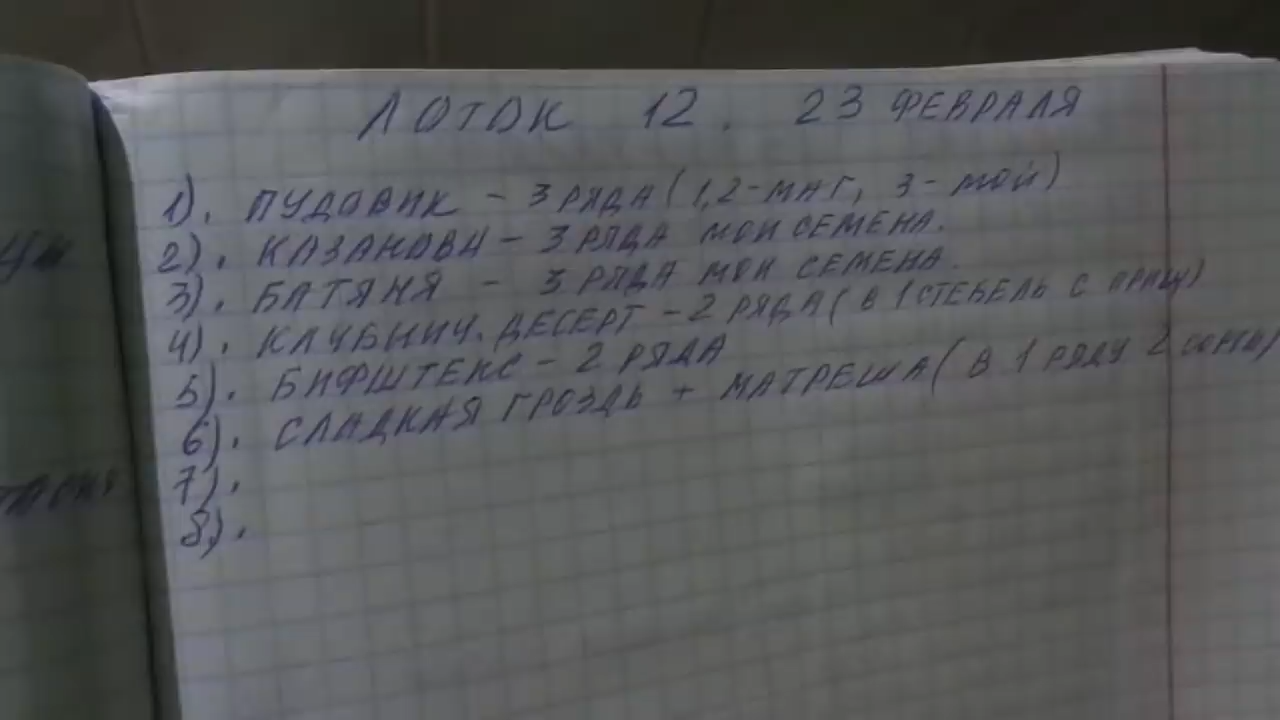 ЛОТОК 12. 23 ФЕВРАЛЯ
1). ПУДОВИК - 3 РЯДА (1,2-МАГ, 3-МОЙ)
2). КАЗАНОВА - 3 РЯДА МОИ СЕМЕНА.
3). БАТЯНЯ - 3 РЯДА МОИ СЕМЕНА.
4). КЛУБНИЧ. ДЕСЕРТ - 2 РЯДА (В 1 СТЕБЕЛЬ С
5). БИФШТЕКС - 2 РЯДА
6). СЛАДКАЯ ГРОЗДЬ + МАТРЕША (В 1 РЯДУ 2
7).
8).